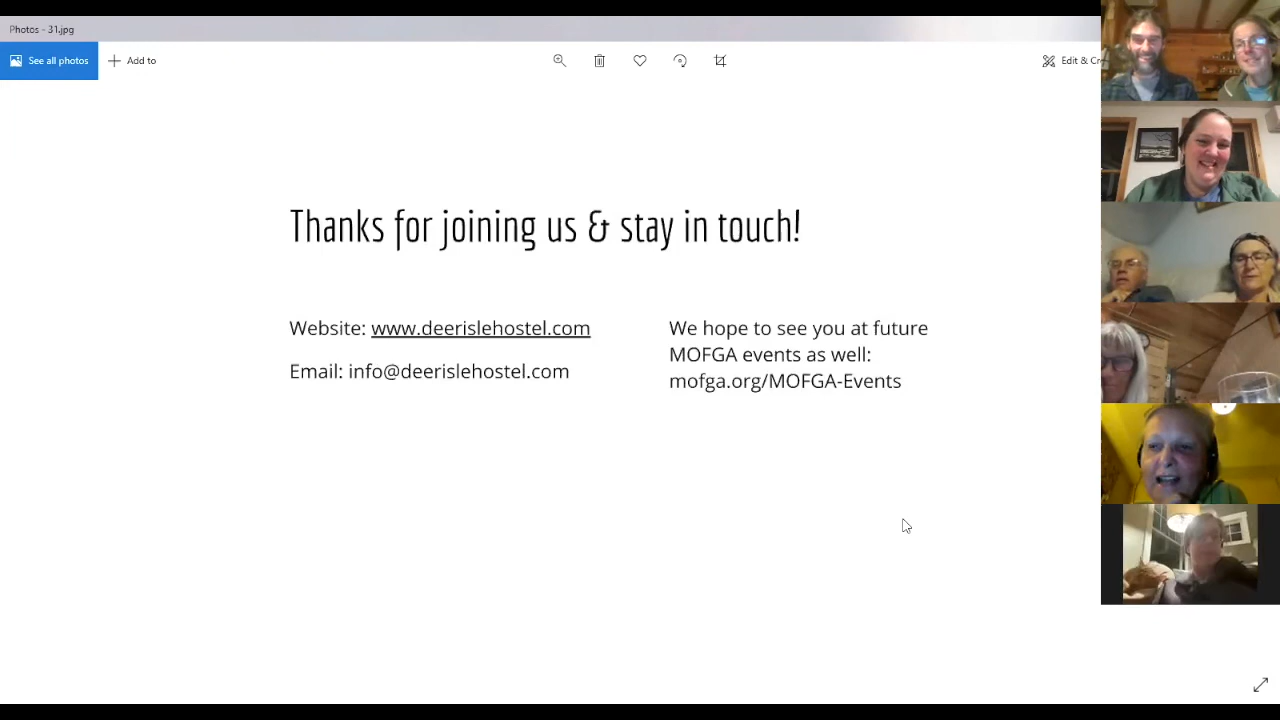 Photos - 31.jpg
See all photos
Add to
Edit & Cr
Thanks for joining us & stay in touch!
Website: www.deerislehostel.com
Email: info@deerislehostel.com
We hope to see you at future
MOFGA events as well:
mofga.org/MOFGA-Events